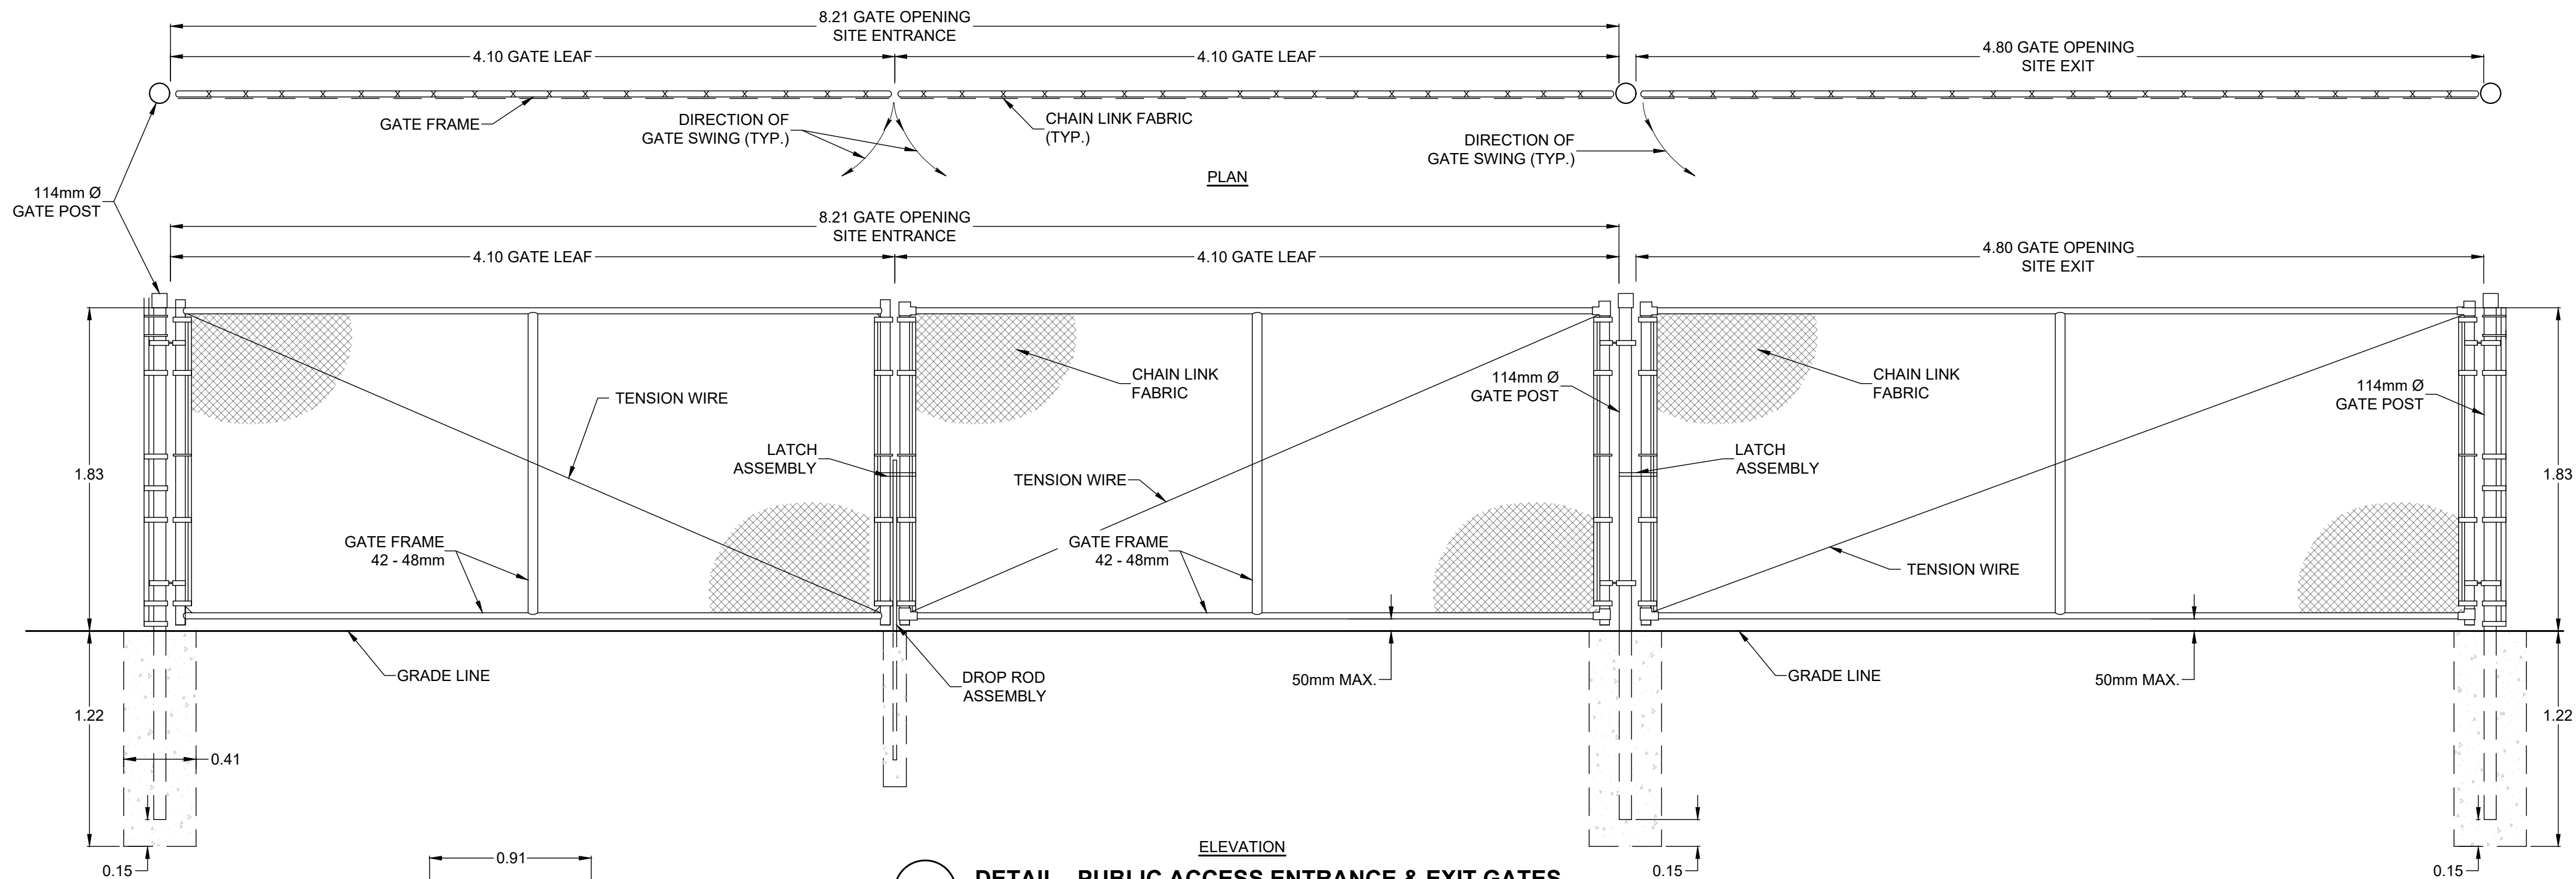 8.21 GATE OPENING
SITE ENTRANCE
4.10 GATE LEAF
4.10 GATE LEAF
4.80 GATE OPENING
SITE EXIT
GATE FRAME
DIRECTION OF
GATE SWING (TYP.)
CHAIN LINK FABRIC
(TYP.)
DIRECTION OF
GATE SWING (TYP.)
PLAN
114mm Ø
GATE POST
8.21 GATE OPENING
SITE ENTRANCE
4.10 GATE LEAF
4.10 GATE LEAF
4.80 GATE OPENING
SITE EXIT
TENSION WIRE
CHAIN LINK
FABRIC
114mm Ø
GATE POST
CHAIN LINK
FABRIC
114mm Ø
GATE POST
1.83
LATCH
ASSEMBLY
TENSION WIRE
LATCH
ASSEMBLY
1.83
GATE FRAME
42 - 48mm
GATE FRAME
42 - 48mm
TENSION WIRE
GRADE LINE
DROP ROD
ASSEMBLY
50mm MAX.
GRADE LINE
50mm MAX.
1.22
0.41
1.22
0.15
0.91
ELEVATION
0.15
0.15
DETAIL - PUBLIC ACCESS ENTRANCE & EXIT GATES